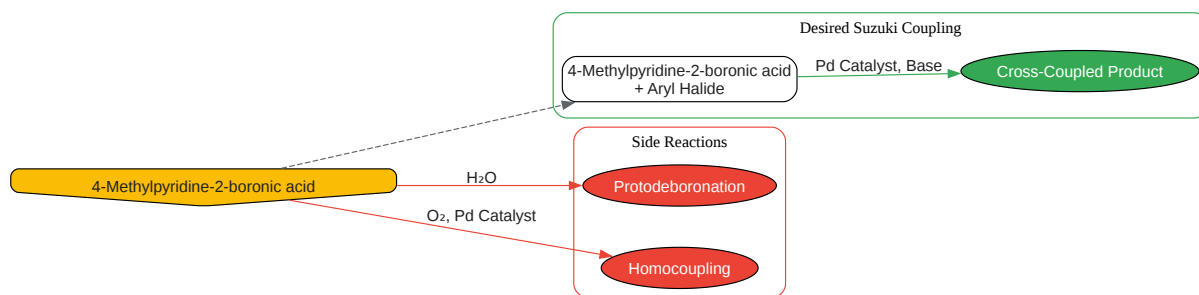 Desired Suzuki Coupling
4-Methylpyridine-2-boronic acid
+ Aryl Halide
Pd Catalyst, Base
Cross-Coupled Product
Side Reactions
4-Methylpyridine-2-boronic acid
H₂O
Protodeboronation
O₂, Pd Catalyst
Homocoupling